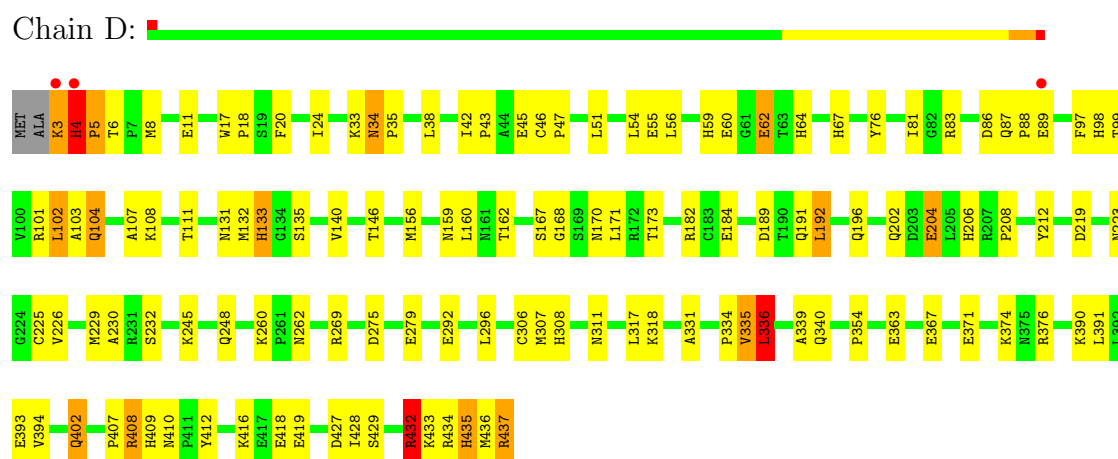 Chain D:
MET ALA K3 H4 P5 T6 P7 M8 E11 W17 P18 S19 F20 I24 K33 N34 P35 L38 I42 P43 A44 E45 C46 P47 L51 L54 E55 L56 H59 E60 G61 E62 T63 H64 H67 Y76 I81 G82 R83 D86 Q87 P88 E89 F97 H98 T99
V100 R101 L102 A103 Q104 A107 K108 T111 N131 M132 H133 G134 S135 V140 T146 M156 N159 L160 N161 T162 S167 G168 S169 N170 L171 R172 T173 R182 C183 E184 D189 T190 Q191 L192 Q196 Q202 D203 E204 L205 H206 R207 P208 Y212 D219 N223
G224 C225 V226 M229 A230 R231 S232 K245 Q248 K260 P261 N262 R269 D275 E279 E292 L296 C306 M307 H308 N311 L317 K318 A331 P334 V335 L336 A339 Q340 P354 E363 E367 E371 K374 N375 R376 K390 L391 L392
E393 V394 Q402 P407 R408 H409 N410 P411 Y412 K416 E417 E418 E419 D427 I428 S429 R432 K433 R434 H435 M436 R437